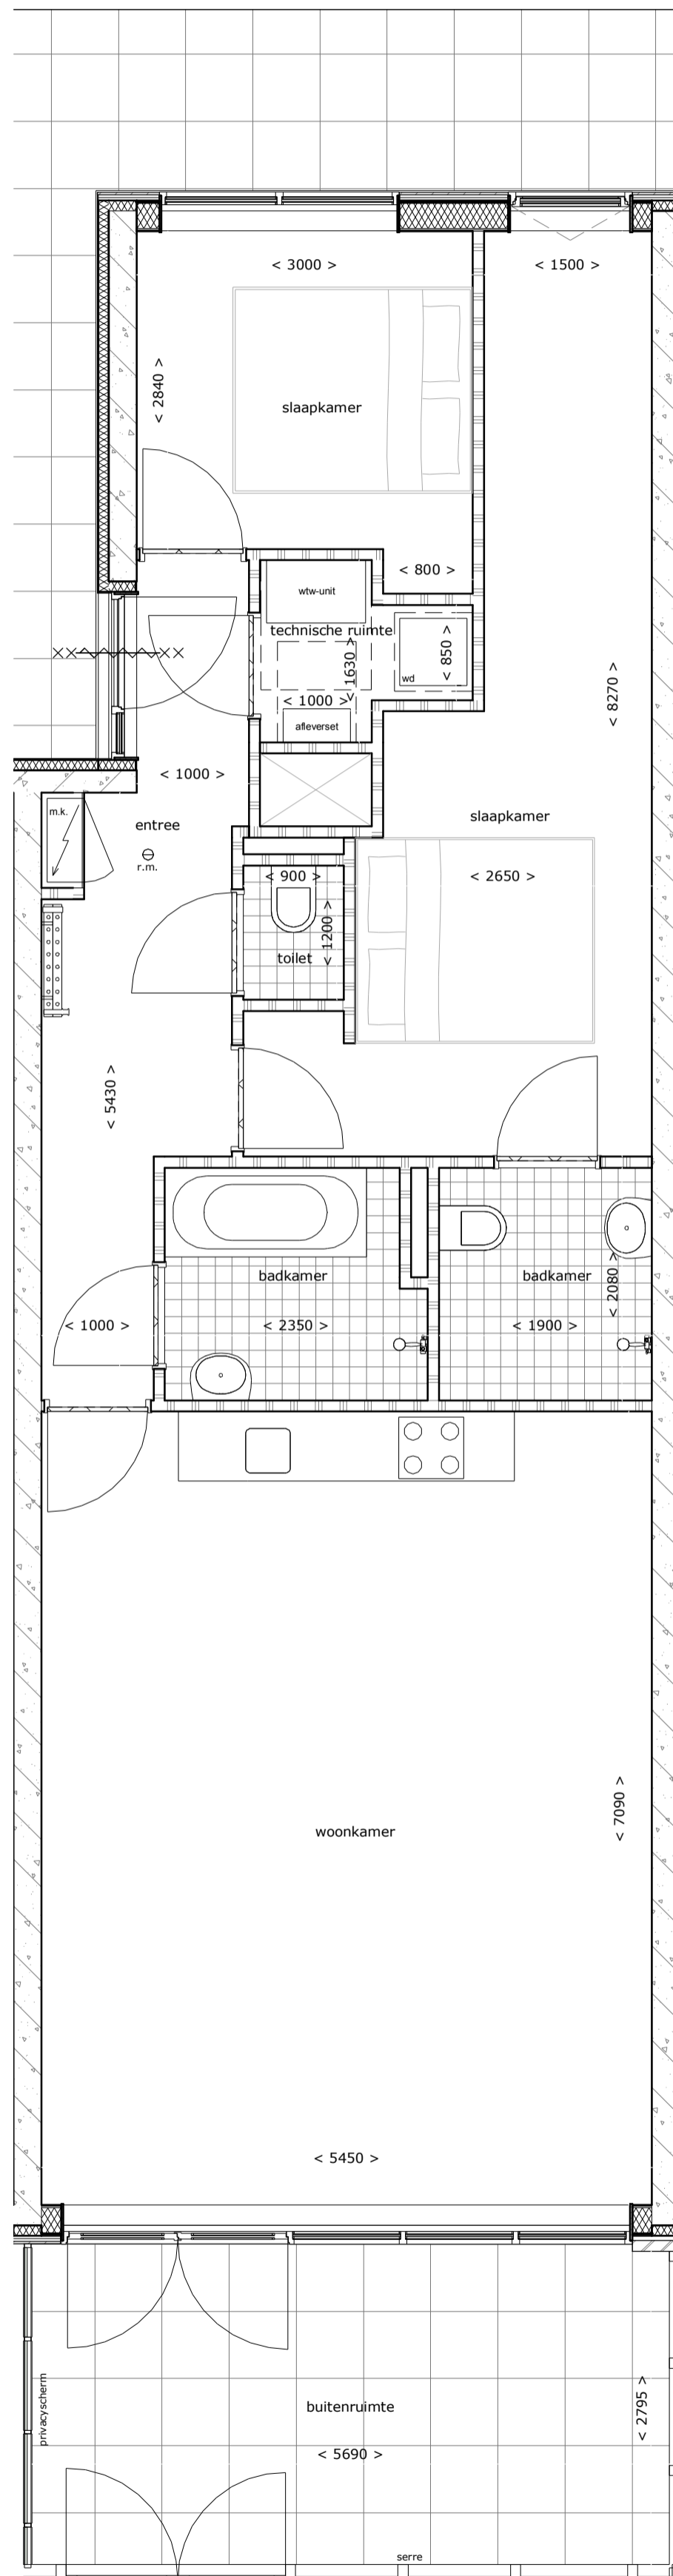 < 3000 >
< 1500 >
< 2840 >
slaapkamer
< 800 >
wtw-unit
technische ruimte
< 850 >
< 1630 >
wd
< 8270 >
< 1000 >
afleverset
< 1000 >
m.k.
entree
slaapkamer
r.m.
< 900 >
< 2650 >
< 1200 >
toilet
< 5430 >
badkamer
badkamer
< 2080 >
< 1000 >
< 2350 >
< 1900 >
< 7090 >
woonkamer
< 5450 >
privacyscherm
buitenruimte
< 2795 >
< 5690 >
serre